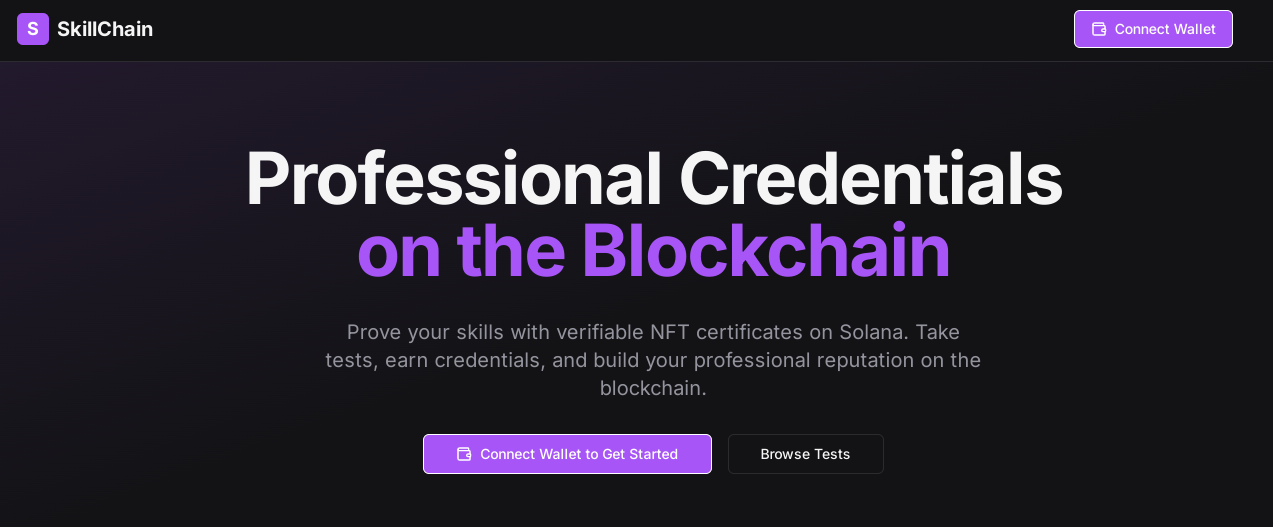 S SkillChain
Connect Wallet
Professional Credentials
on the Blockchain
Prove your skills with verifiable NFT certificates on Solana. Take
tests, earn credentials, and build your professional reputation on the
blockchain.
Connect Wallet to Get Started
Browse Tests